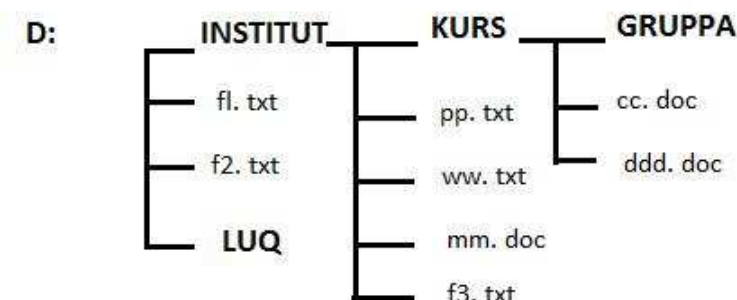 D: INSTITUT KURS GRUPPA
fl. txt pp. txt cc. doc
f2. txt ww. txt ddd. doc
LUQ mm. doc
f3. txt